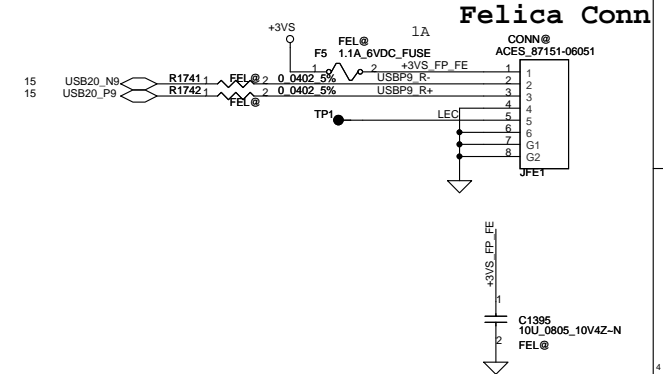 Felica Conn
+3VS
1A
CONN@
FEL@
F5 1.1A_6VDC_FUSE
ACES_87151-06051
1 2 +3VS_FP_FE 1 1
15 USB20_N9 R1741 1 FEL@ 2 0_0402_5% USBP9_R- 2 2
15 USB20_P9 R1742 1 FEL@ 2 0_0402_5% USBP9_R+ 3 3
4 4
TP1 LEC 5 5
6 6
7 G1
8 G2
JFE1
+3VS_FP_FE
1
C1395
10U_0805_10V4Z~N
2
FEL@
4